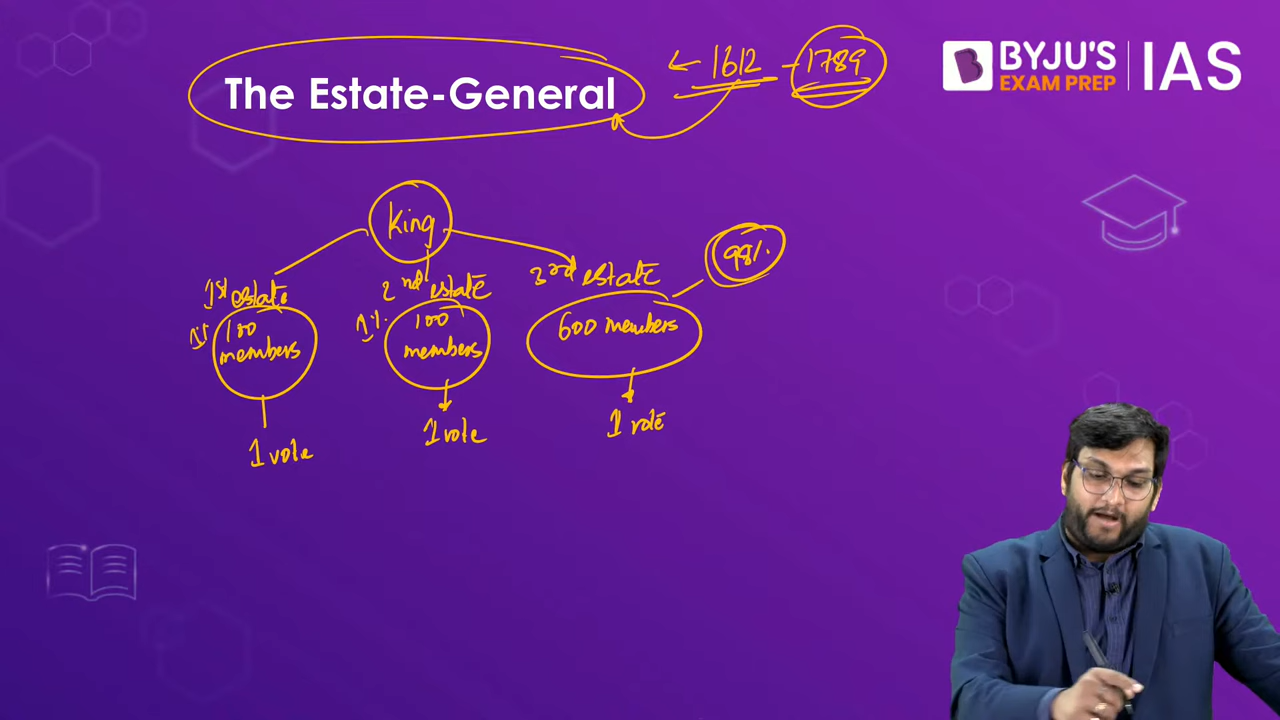 The Estate-General
← 1612 - 1789
BYJU'S
EXAM PREP
IAS
King
1st estate
2nd estate
3rd estate
98%
1%
100
members
1%
100
members
600 members
1 vote
1 vote
1 vote